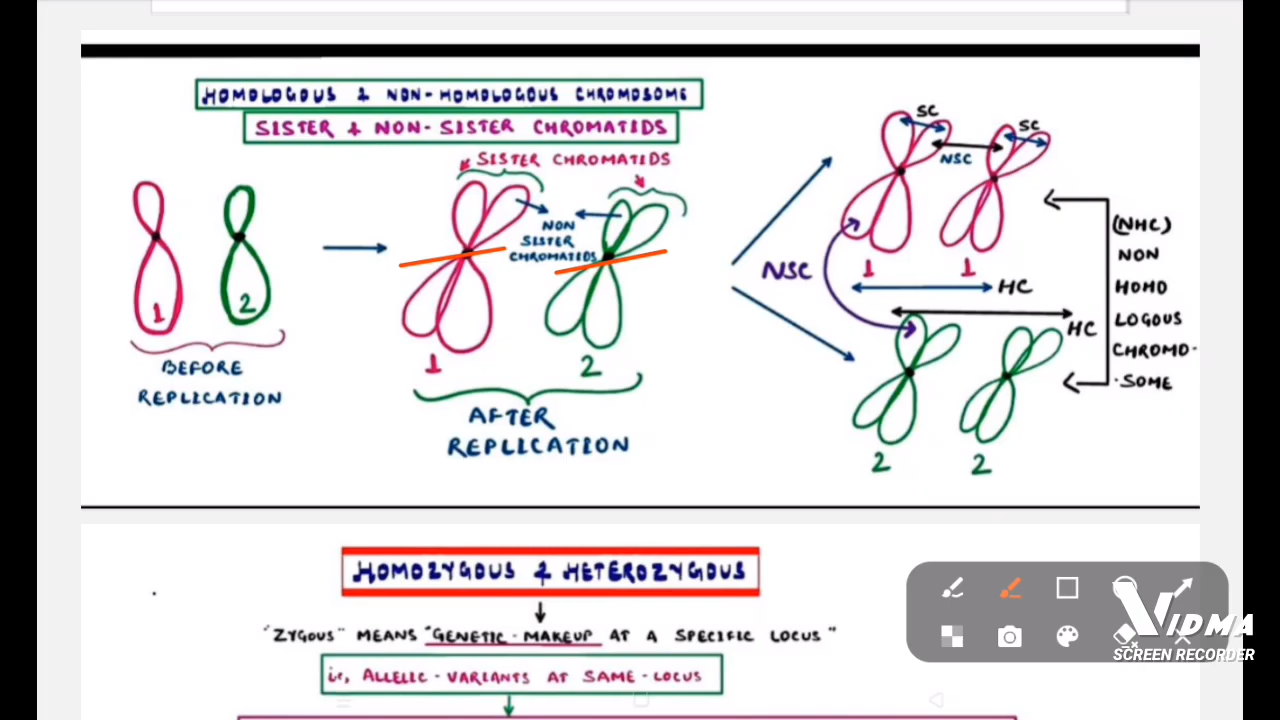 HOMOLOGOUS & NON-HOMOLOGOUS CHROMOSOME
SISTER & NON-SISTER CHROMATIDS
SISTER CHROMATIDS
NON
SISTER
CHROMATIDS
1
2
BEFORE
REPLICATION
1
2
AFTER
REPLICATION
SC
SC
NSC
NSC
1
1
HC
HC
2
2
(NHC)
NON
HOMO
LOGOUS
CHROMO-
-SOME
HOMOZYGOUS & HETEROZYGOUS
"ZYGOUS" MEANS "GENETIC-MAKEUP AT A SPECIFIC LOCUS"
i.e, ALLELIC-VARIANTS AT SAME-LOCUS
VIDMA
SCREEN RECORDER